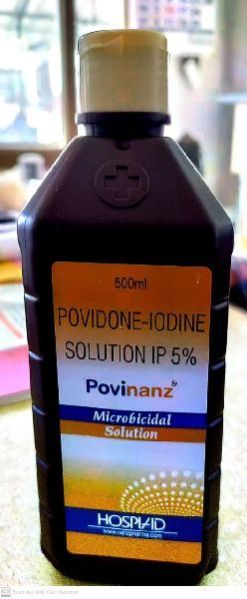 500ml
POVIDONE-IODINE
SOLUTION IP 5%
Povinanz
Microbicidal
Solution
HOSPIAID